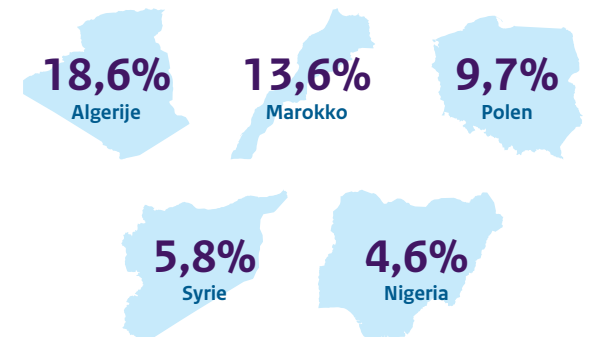 18,6%
Algerije
13,6%
Marokko
9,7%
Polen
5,8%
Syrie
4,6%
Nigeria